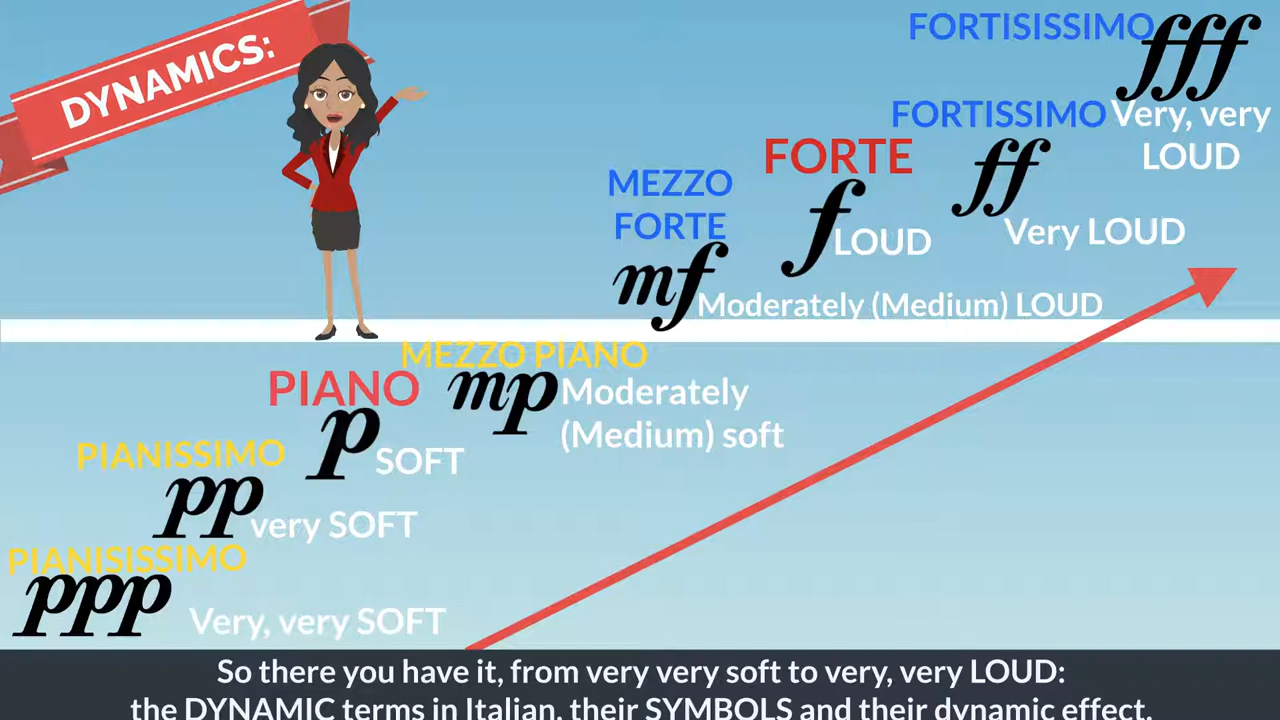 DYNAMICS:
FORTISISSIMO
fff
Very, very
LOUD
FORTISSIMO
ff
Very LOUD
FORTE
f
LOUD
MEZZO
FORTE
mf
Moderately (Medium) LOUD
MEZZO PIANO
mp
Moderately
(Medium) soft
PIANO
p
SOFT
PIANISSIMO
pp
very SOFT
PIANISISSIMO
ppp
Very, very SOFT
So there you have it, from very very soft to very, very LOUD:
the DYNAMIC terms in Italian, their SYMBOLS and their dynamic effect.